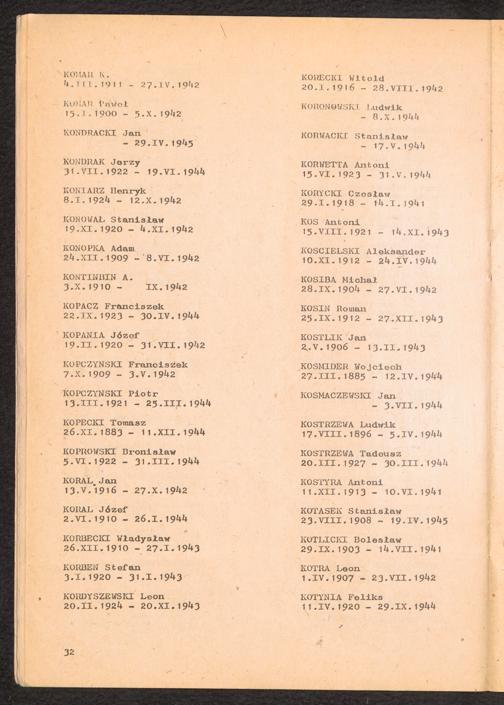 KOMAR K.
4.III.1911 - 27.IV.1942
KOMAR Paweł
15.I.1900 - 5.X.1942
KONDRACKI Jan
- 29.IV.1945
KONDRAK Jerzy
31.VII.1922 - 19.VI.1944
KONIARZ Henryk
8.I.1924 - 12.X.1942
KONOWAŁ Stanisław
19.XI.1920 - 4.XI.1942
KONOPKA Adam
24.XII.1909 - 8.VI.1942
KONTINBIN A.
3.X.1910 - IX.1942
KOPACZ Franciszek
22.IX.1923 - 30.IV.1944
KOPANIA Józef
19.II.1920 - 31.VII.1942
KOPCZYNSKI Franciszek
7.X.1909 - 3.V.1942
KOPCZYNSKI Piotr
13.III.1921 - 25.III.1944
KOPECKI Tomasz
26.XI.1883 - 11.XII.1944
KOPROWSKI Bronisław
5.VI.1922 - 31.III.1944
KORAL Jan
13.V.1916 - 27.X.1942
KORAL Józef
2.VI.1910 - 26.I.1944
KORBECKI Władysław
26.XII.1910 - 27.I.1943
KORBEN Stefan
3.I.1920 - 31.I.1943
KORDYSZEWSKI Leon
20.II.1924 - 20.XI.1943
32
KORECKI Witold
20.I.1916 - 28.VIII.1942
KORONOWSKI Ludwik
- 8.X.1944
KORWACKI Stanisław
- 17.V.1944
KORWETTA Antoni
15.VI.1923 - 31.V.1944
KORYCKI Czesław
29.I.1918 - 14.I.1941
KOS Antoni
15.VIII.1921 - 14.XI.1943
KOSCIELSKI Aleksander
10.XI.1912 - 24.IV.1944
KOSIBA Michał
28.IX.1904 - 27.VI.1942
KOSIN Roman
25.IX.1912 - 27.XII.1943
KOSTLIK Jan
2.V.1906 - 13.II.1943
KOSMIDER Wojciech
27.III.1885 - 12.IV.1944
KOSMACZEWSKI Jan
- 3.VII.1944
KOSTRZEWA Ludwik
17.VIII.1896 - 5.IV.1944
KOSTRZEWA Tadeusz
20.III.1927 - 30.III.1944
KOSTYRA Antoni
11.XII.1913 - 10.VI.1941
KOTASEK Stanisław
23.VIII.1908 - 19.IV.1945
KOTLICKI Bolesław
29.IX.1903 - 14.VII.1941
KOTRA Leon
1.IV.1907 - 23.VII.1942
KOTYNIA Feliks
11.IV.1920 - 29.IX.1944